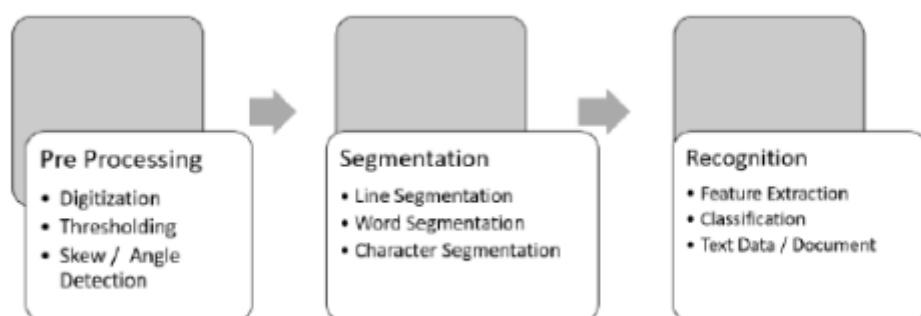 Pre Processing
• Digitization
• Thresholding
• Skew / Angle
Detection
Segmentation
• Line Segmentation
• Word Segmentation
• Character Segmentation
Recognition
• Feature Extraction
• Classification
• Text Data / Document